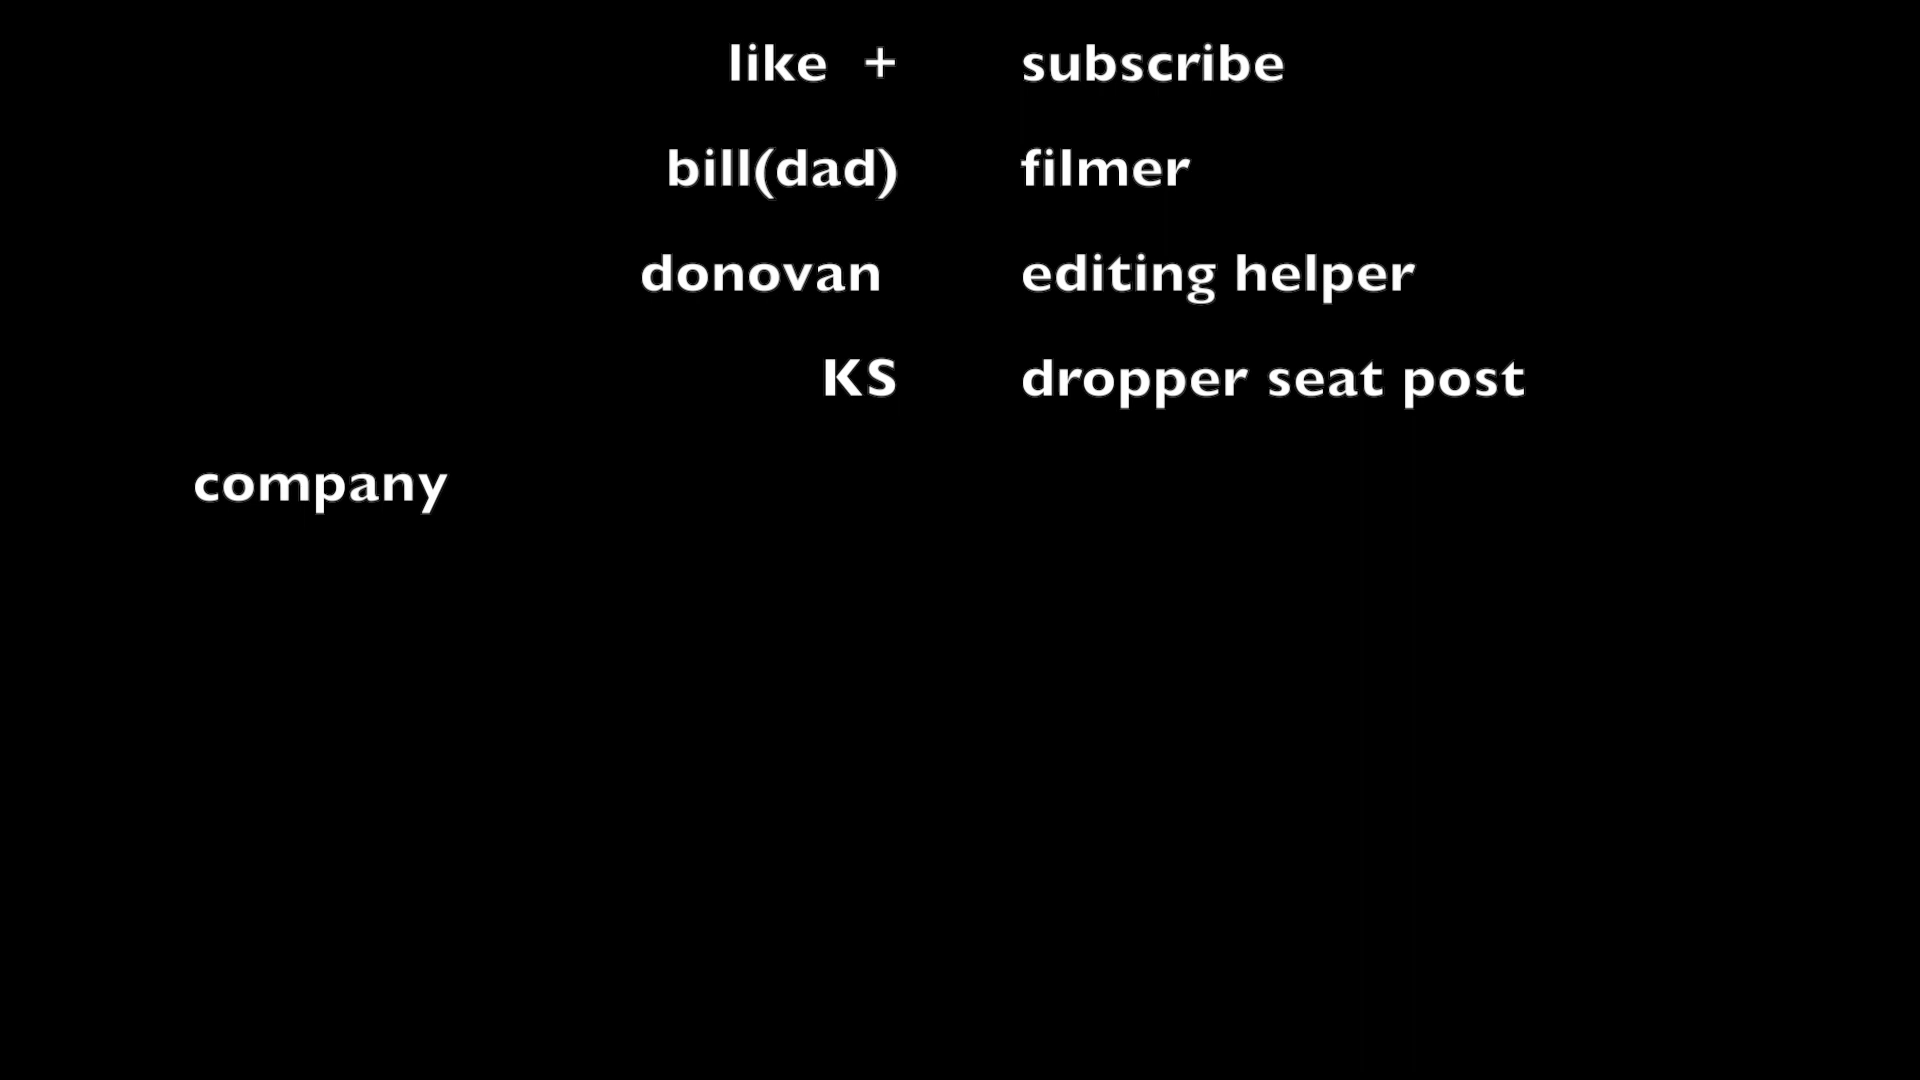 like  +  subscribe
bill(dad)  filmer
donovan  editing helper
KS  dropper seat post
company